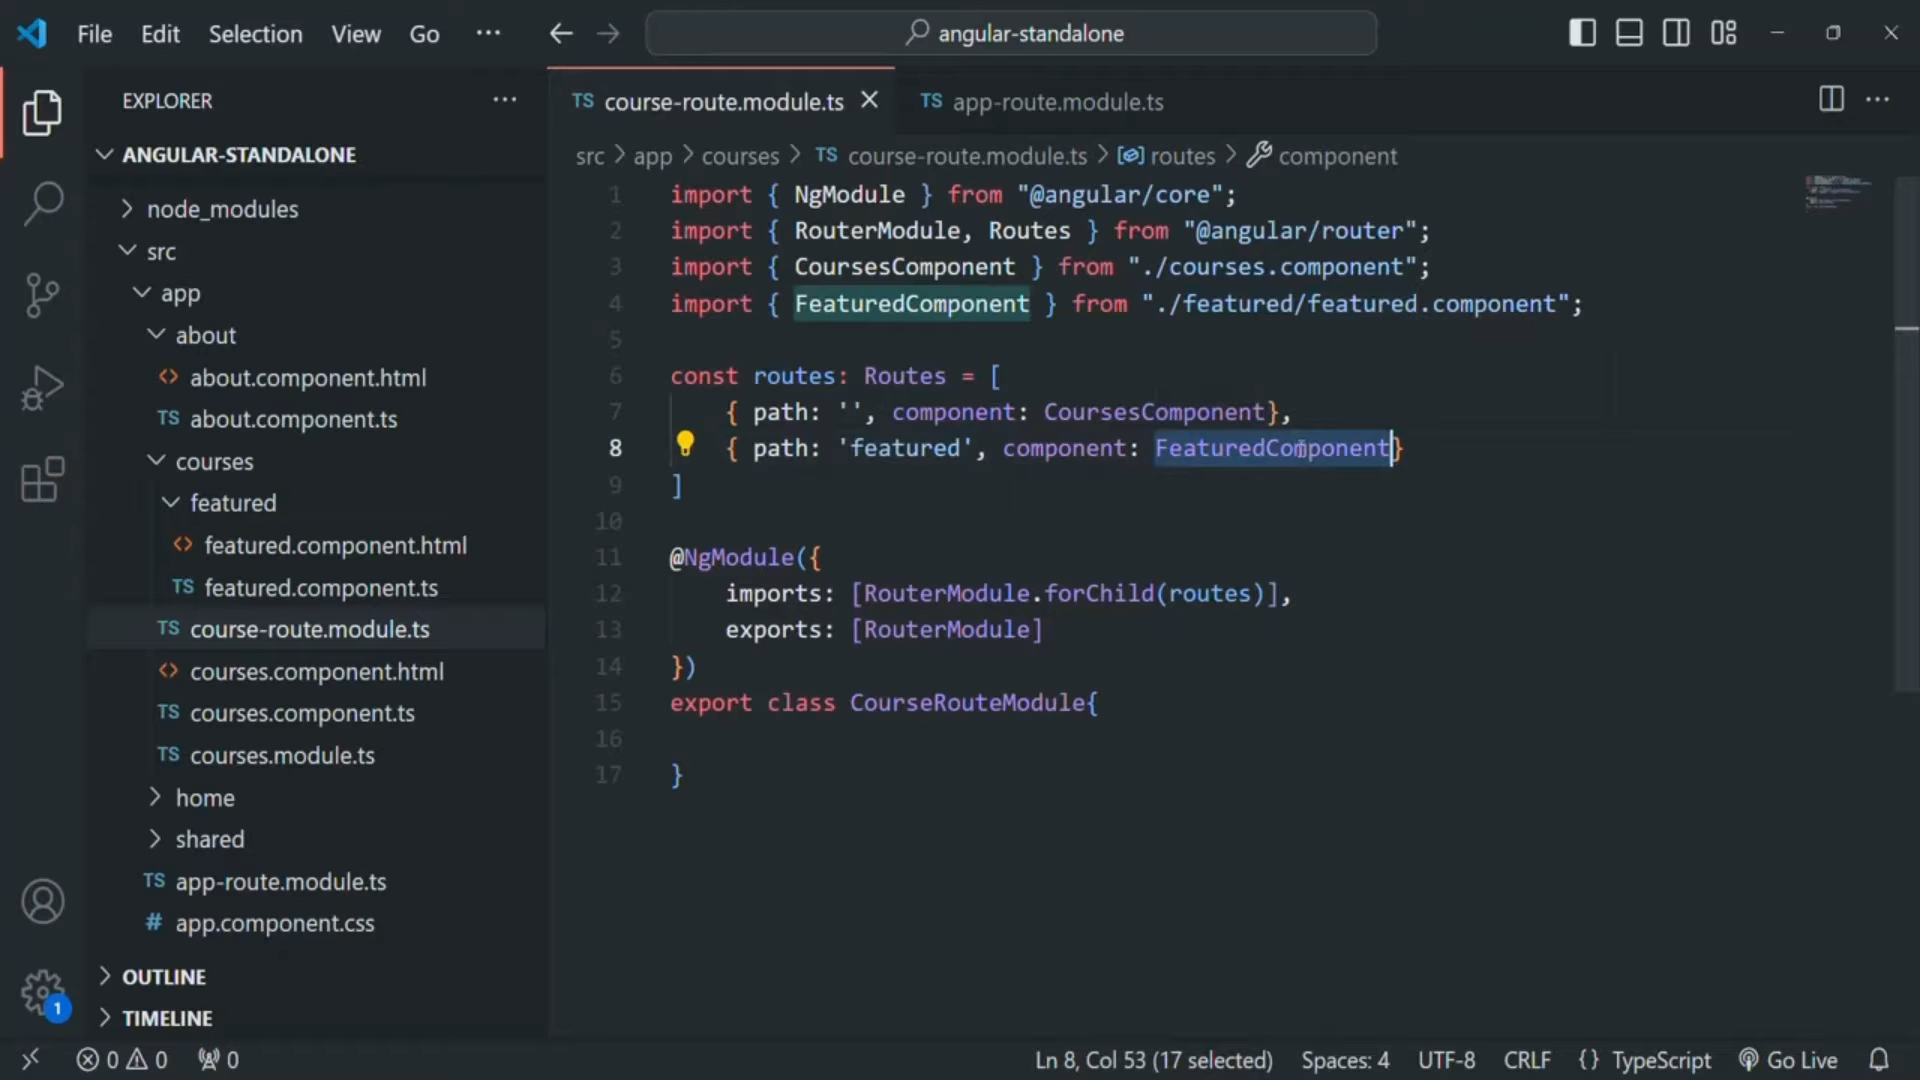 File Edit Selection View Go ··· angular-standalone
EXPLORER ···
ANGULAR-STANDALONE
node_modules
src
app
about
<> about.component.html
TS about.component.ts
courses
featured
<> featured.component.html
TS featured.component.ts
TS course-route.module.ts
<> courses.component.html
TS courses.component.ts
TS courses.module.ts
home
shared
TS app-route.module.ts
# app.component.css
OUTLINE
TIMELINE
1
TS course-route.module.ts TS app-route.module.ts ···
src > app > courses > TS course-route.module.ts > routes > component
1 import { NgModule } from "@angular/core";
2 import { RouterModule, Routes } from "@angular/router";
3 import { CoursesComponent } from "./courses.component";
4 import { FeaturedComponent } from "./featured/featured.component";
5
6 const routes: Routes = [
7 { path: '', component: CoursesComponent},
8 { path: 'featured', component: FeaturedComponent}
9 ]
10
11 @NgModule({
12 imports: [RouterModule.forChild(routes)],
13 exports: [RouterModule]
14 })
15 export class CourseRouteModule{
16
17 }
0 0 0 Ln 8, Col 53 (17 selected) Spaces: 4 UTF-8 CRLF {} TypeScript Go Live